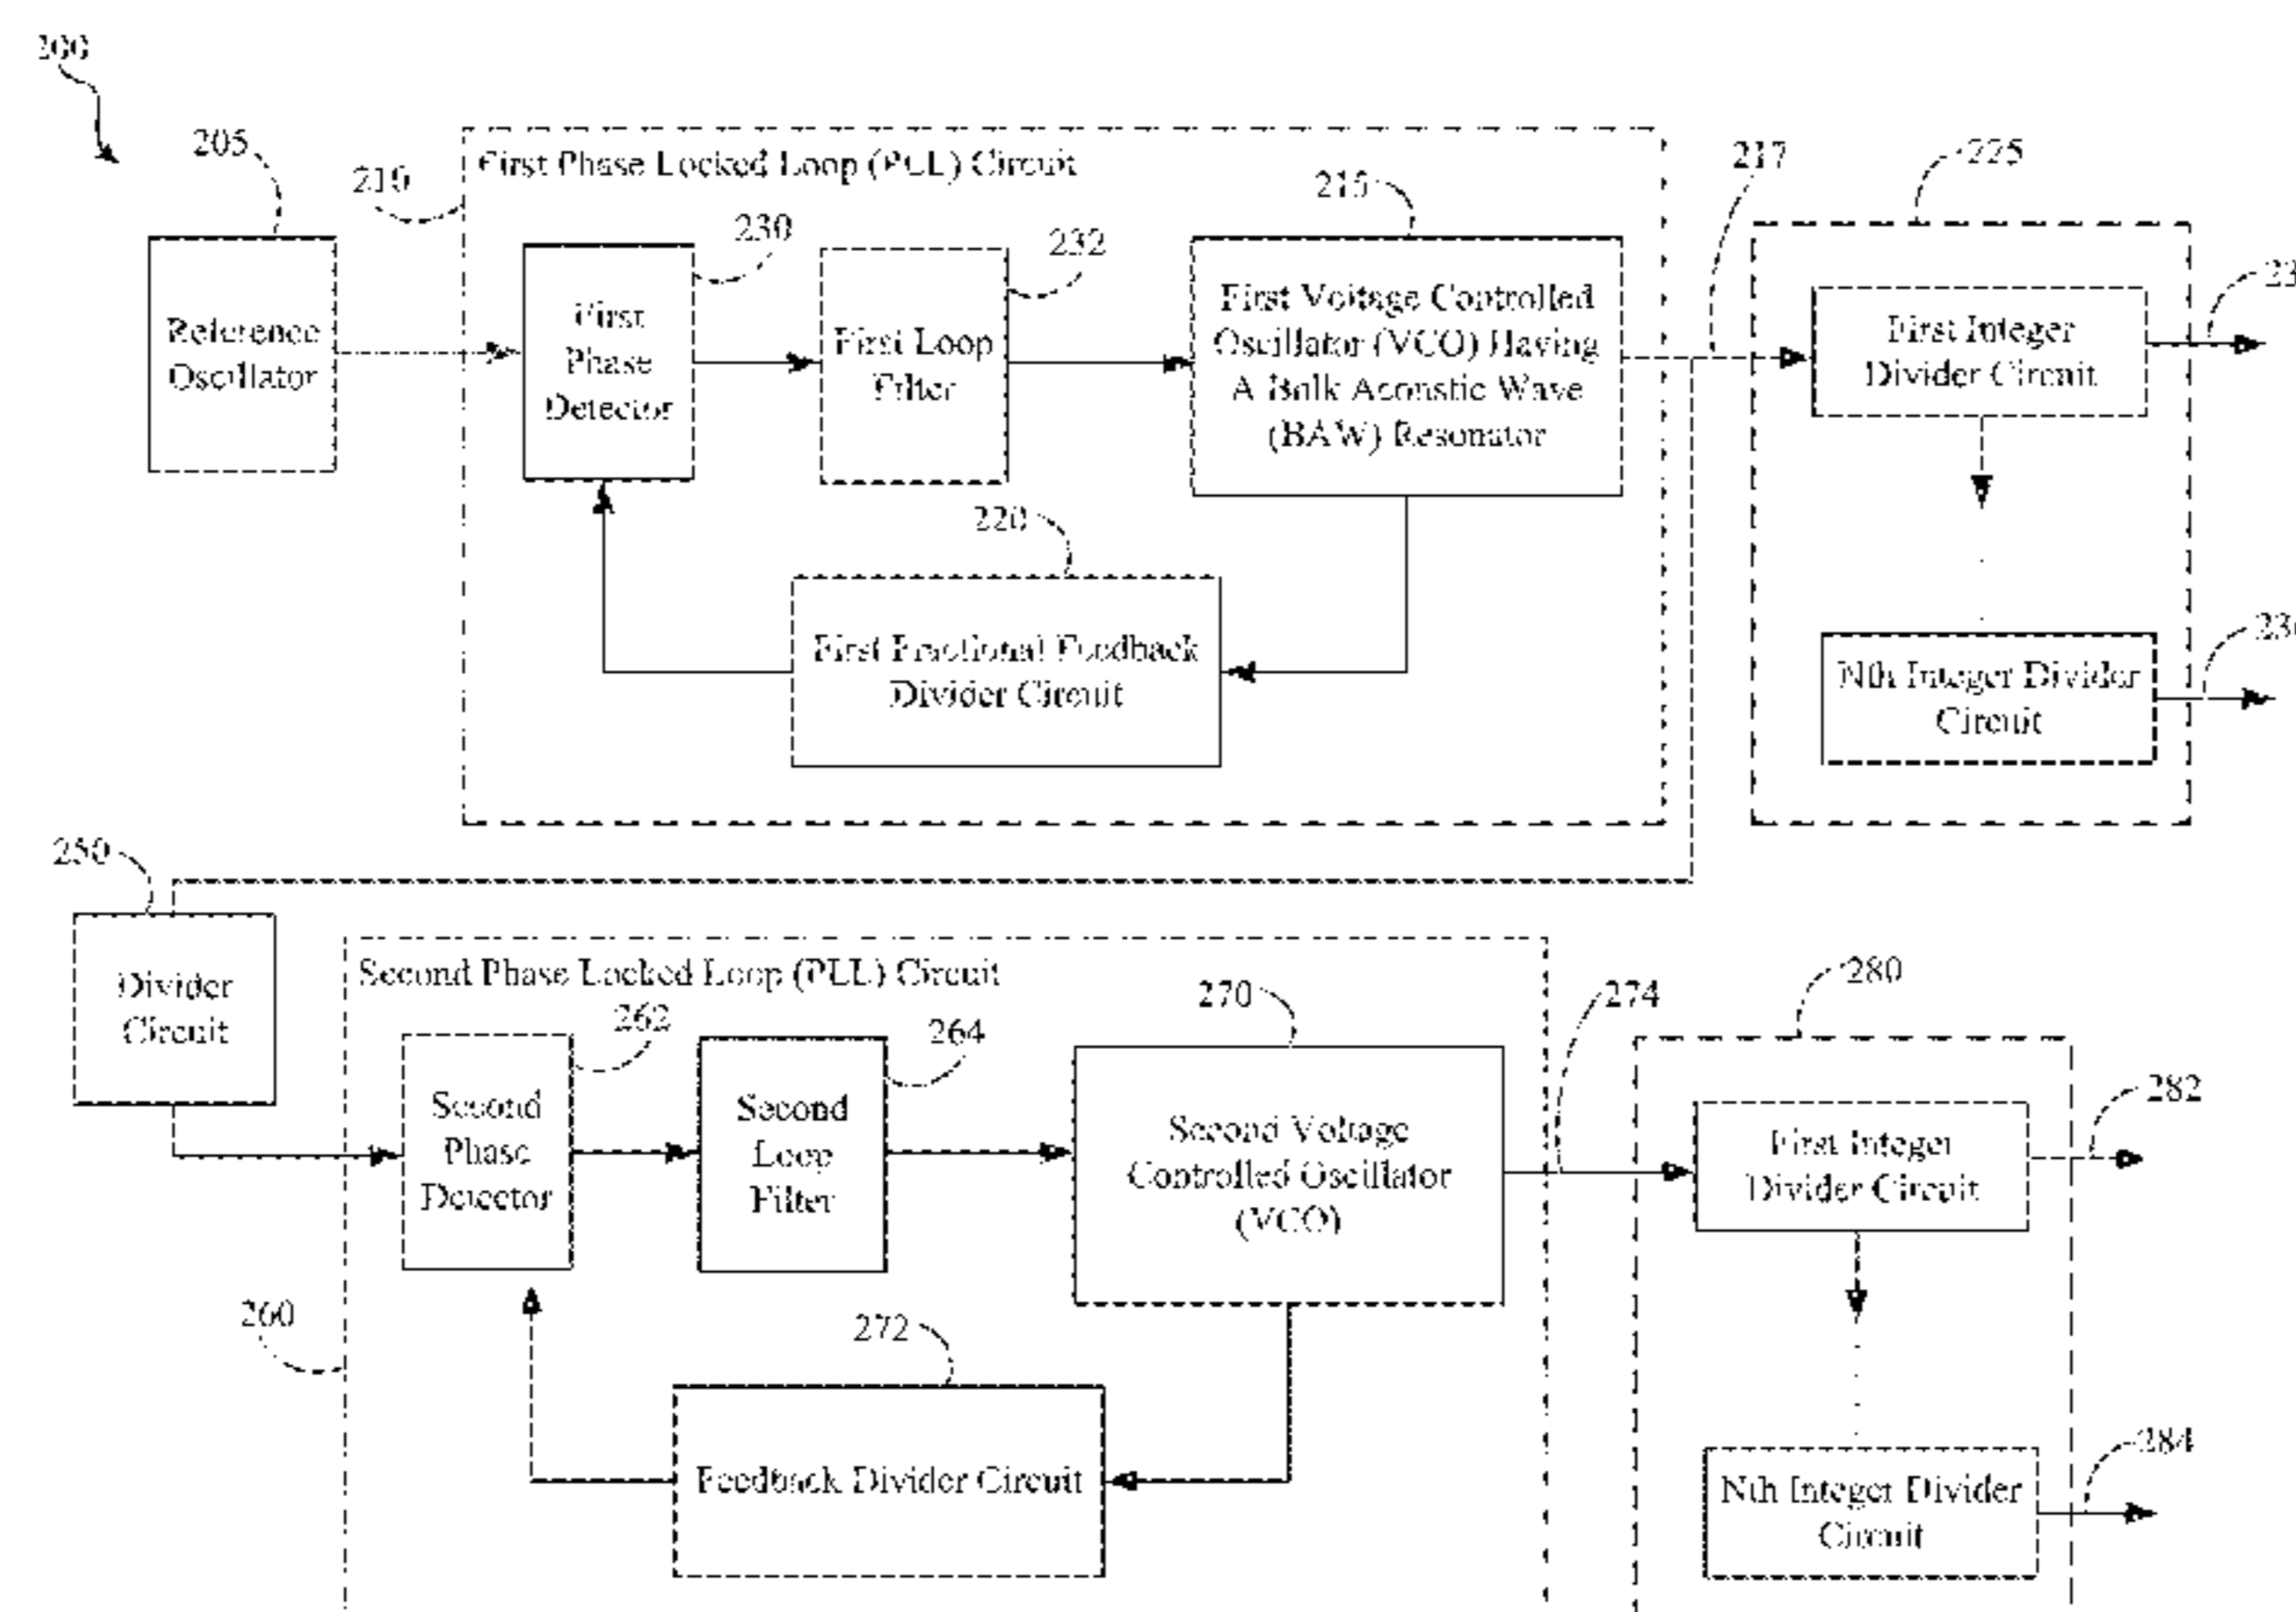 200
205
First Phase Locked Loop (PLL) Circuit
210
215
217
225
230
232
Reference
Oscillator
First
Phase
Detector
First Loop
Filter
First Voltage Controlled
Oscillator (VCO) Having
A Bulk Acoustic Wave
(BAW) Resonator
First Integer
Divider Circuit
220
First Fractional Feedback
Divider Circuit
Nth Integer Divider
Circuit
250
Divider
Circuit
Second Phase Locked Loop (PLL) Circuit
262
264
270
274
280
Second
Phase
Detector
Second
Loop
Filter
Second Voltage
Controlled Oscillator
(VCO)
First Integer
Divider Circuit
282
260
272
Feedback Divider Circuit
Nth Integer Divider
Circuit
284